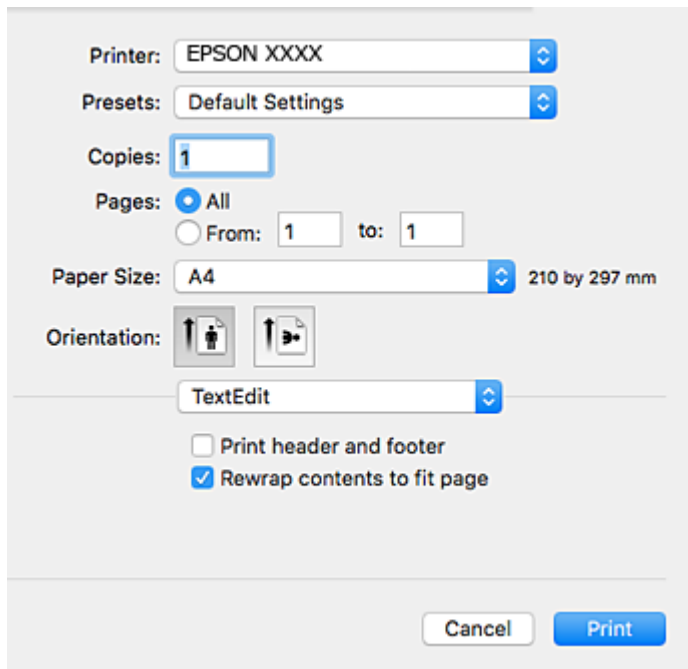 Printer: EPSON XXXX
Presets: Default Settings
Copies: 1
Pages: All
From: 1 to: 1
Paper Size: A4 210 by 297 mm
Orientation:
TextEdit
Print header and footer
Rewrap contents to fit page
Cancel Print